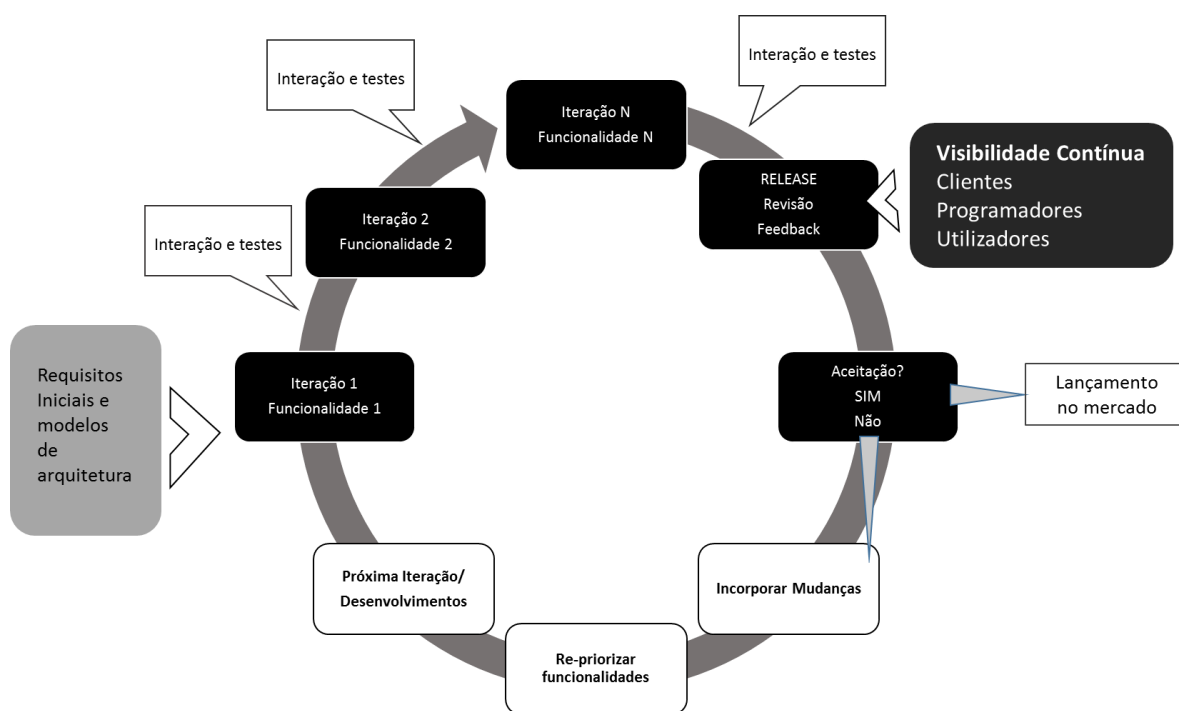 Interação e testes
Interação e testes
Iteração N
Funcionalidade N
Visibilidade Contínua
Clientes
Programadores
Utilizadores
RELEASE
Revisão
Feedback
Iteração 2
Funcionalidade 2
Interação e testes
Requisitos
Iniciais e
modelos
de
arquitetura
Iteração 1
Funcionalidade 1
Aceitação?
SIM
Não
Lançamento
no mercado
Próxima Iteração/
Desenvolvimentos
Incorporar Mudanças
Re-priorizar
funcionalidades